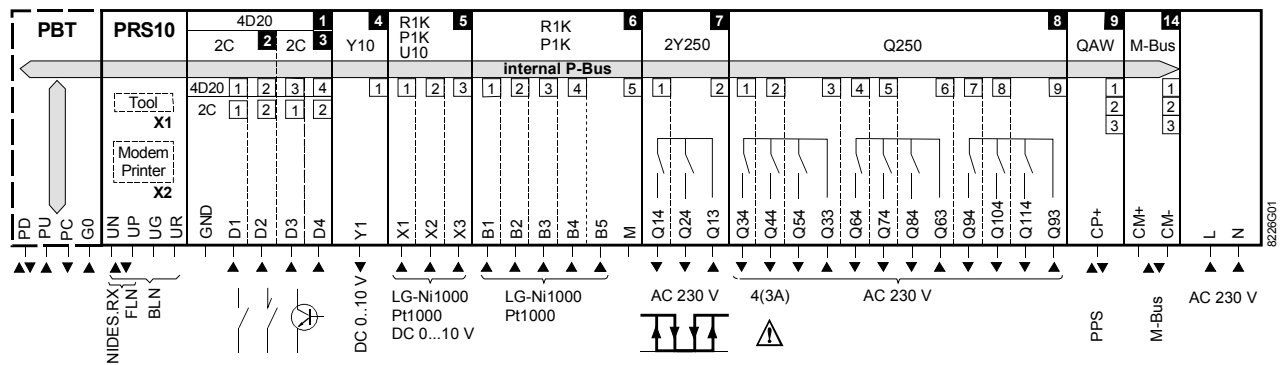 PBT PRS10 4D20 1 4 R1K 5 R1K 6 7 8 9 14
2C 2 2C 3 Y10 P1K P1K 2Y250 Q250 QAW M-Bus
U10
internal P-Bus
4D20 1 2 3 4 1 1 2 3 1 2 3 4 5 1 2 1 2 3 4 5 6 7 8 9 1 1
Tool 2C 1 2 1 2 2 2
X1 3 3
Modem
Printer
X2
PD PU PC G0 UN UP UG UR GND D1 D2 D3 D4 Y1 X1 X2 X3 B1 B2 B3 B4 B5 M Q14 Q24 Q13 Q34 Q44 Q54 Q33 Q64 Q74 Q84 Q63 Q94 Q104 Q114 Q93 CP+ CM+ CM- L N
8226G01
NIDES.RX FLN BLN DC 0..10 V
LG-Ni1000 LG-Ni1000 AC 230 V 4(3A) AC 230 V PPS M-Bus AC 230 V
Pt1000 Pt1000
DC 0...10 V